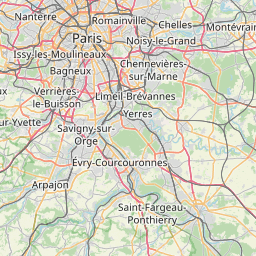 Nanterre
Romainville
Chelles
Paris
Issy-les-Moulineaux
Noisy-le-Grand
Bagneux
Chennevières-
sur-Marne
Verrières-
le-Buisson
Limeil-Brévannes
Yerres
sur-Yvette
Savigny-sur-
Orge
Évry-Courcouronnes
Arpajon
Saint-Fargeau-
Ponthierry